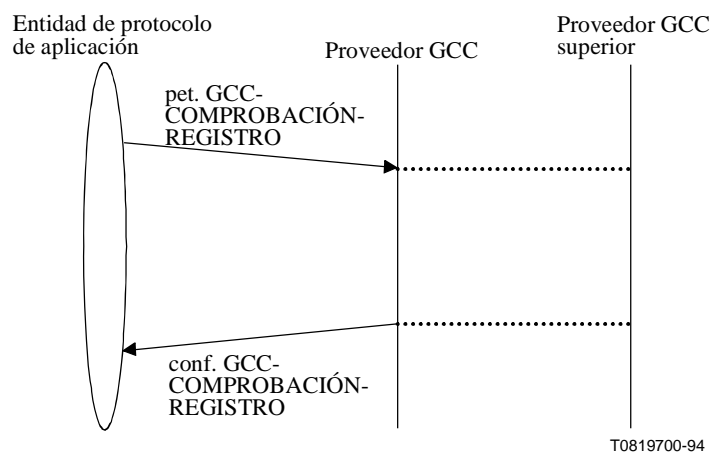 Entidad de protocolo
de aplicación
Proveedor GCC
Proveedor GCC
superior
pet. GCC-
COMPROBACIÓN-
REGISTRO
conf. GCC-
COMPROBACIÓN-
REGISTRO
T0819700-94